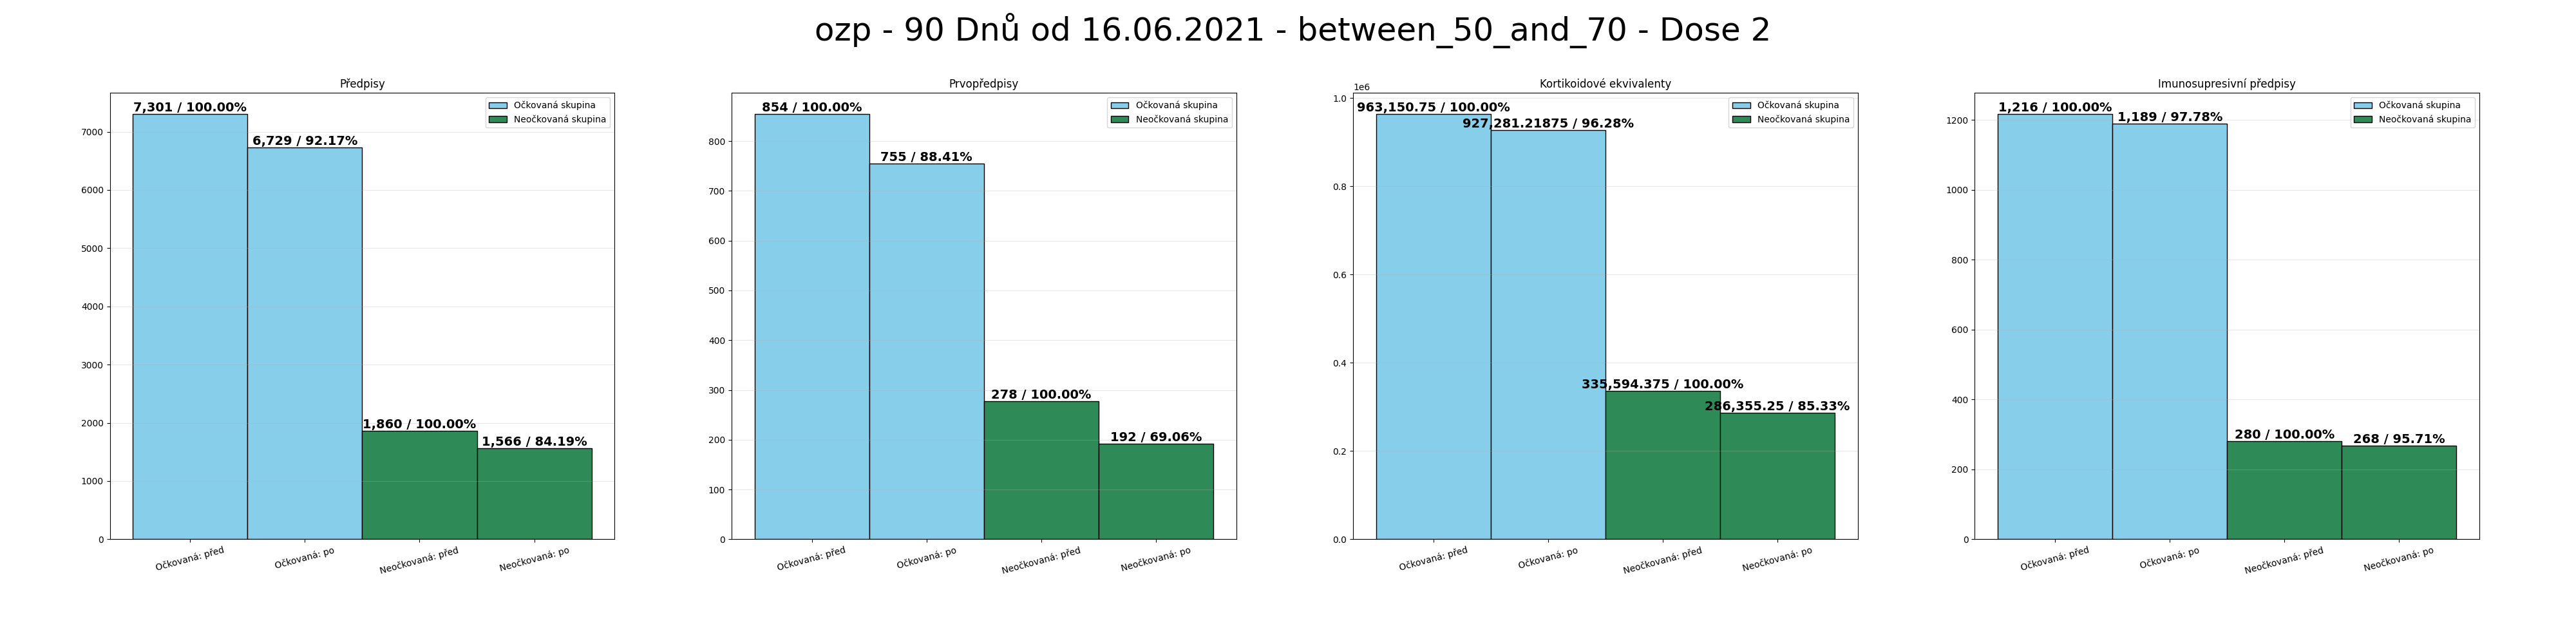 ozp - 90 Dnů od 16.06.2021 - between_50_and_70 - Dose 2
Předpisy
7,301 / 100.00%
6,729 / 92.17%
1,860 / 100.00%
1,566 / 84.19%
Očkovaná skupina
Neočkovaná skupina
7000
6000
5000
4000
3000
2000
1000
0
Očkovaná: před
Očkovaná: po
Neočkovaná: před
Neočkovaná: po
Prvopředpisy
854 / 100.00%
755 / 88.41%
278 / 100.00%
192 / 69.06%
Očkovaná skupina
Neočkovaná skupina
800
700
600
500
400
300
200
100
0
Očkovaná: před
Očkovaná: po
Neočkovaná: před
Neočkovaná: po
Kortikoidové ekvivalenty
1e6
963,150.75 / 100.00%
927,281.21875 / 96.28%
335,594.375 / 100.00%
286,355.25 / 85.33%
Očkovaná skupina
Neočkovaná skupina
1.0
0.8
0.6
0.4
0.2
0.0
Očkovaná: před
Očkovaná: po
Neočkovaná: před
Neočkovaná: po
Imunosupresivní předpisy
1,216 / 100.00%
1,189 / 97.78%
280 / 100.00%
268 / 95.71%
Očkovaná skupina
Neočkovaná skupina
1200
1000
800
600
400
200
0
Očkovaná: před
Očkovaná: po
Neočkovaná: před
Neočkovaná: po